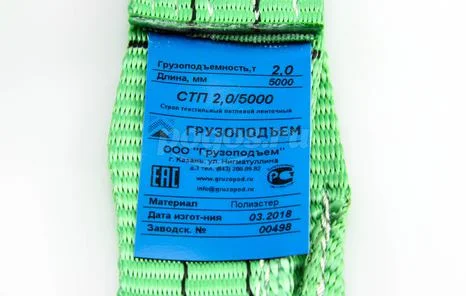 Грузоподъемность,т 2.0
Длина, мм 5000
СТП 2,0/5000
Строп текстильный петлевой ленточный
ГРУЗОПОДЪЕМ
ООО "Грузоподъем"
г. Казань, ул. Нигматуллина
www.gruzopod.ru
info@gruzopod.ru
EAC
Материал Полиэстер
Дата изгот-ния 03.2018
Заводск. № 00498